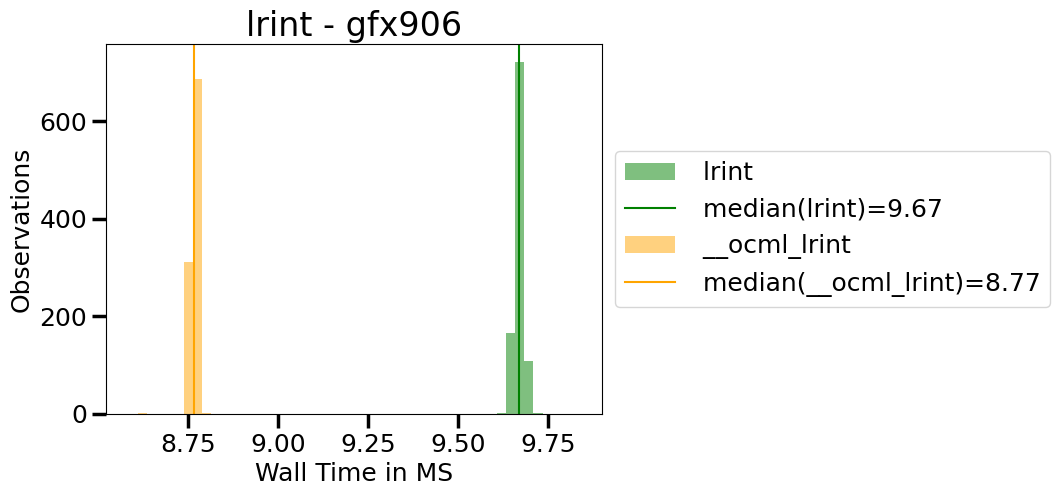 lrint - gfx906
Observations
600
400
200
0
8.75 9.00 9.25 9.50 9.75
Wall Time in MS
lrint
median(lrint)=9.67
__ocml_lrint
median(__ocml_lrint)=8.77